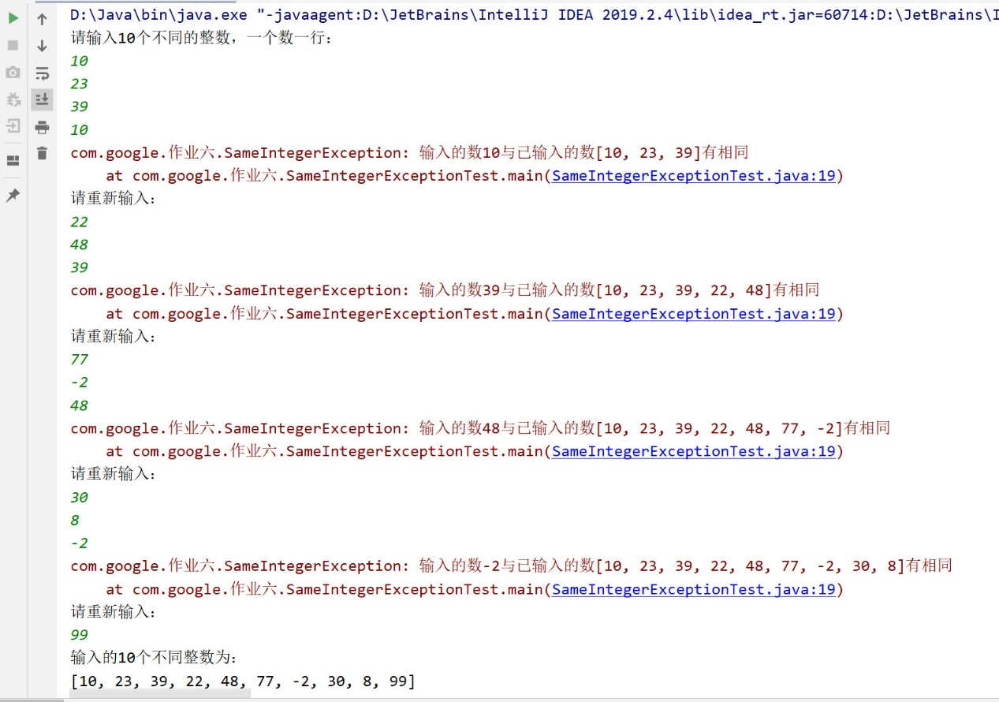 D:\Java\bin\java.exe "-javaagent:D:\JetBrains\IntelliJ IDEA 2019.2.4\lib\idea_rt.jar=60714:D:\JetBrains\I
请输入10个不同的整数，一个数一行：
10
23
39
10
com.google.作业六.SameIntegerException: 输入的数10与已输入的数[10, 23, 39]有相同
at com.google.作业六.SameIntegerExceptionTest.main(SameIntegerExceptionTest.java:19)
请重新输入：
22
48
39
com.google.作业六.SameIntegerException: 输入的数39与已输入的数[10, 23, 39, 22, 48]有相同
at com.google.作业六.SameIntegerExceptionTest.main(SameIntegerExceptionTest.java:19)
请重新输入：
77
-2
48
com.google.作业六.SameIntegerException: 输入的数48与已输入的数[10, 23, 39, 22, 48, 77, -2]有相同
at com.google.作业六.SameIntegerExceptionTest.main(SameIntegerExceptionTest.java:19)
请重新输入：
30
8
-2
com.google.作业六.SameIntegerException: 输入的数-2与已输入的数[10, 23, 39, 22, 48, 77, -2, 30, 8]有相同
at com.google.作业六.SameIntegerExceptionTest.main(SameIntegerExceptionTest.java:19)
请重新输入：
99
输入的10个不同整数为：
[10, 23, 39, 22, 48, 77, -2, 30, 8, 99]